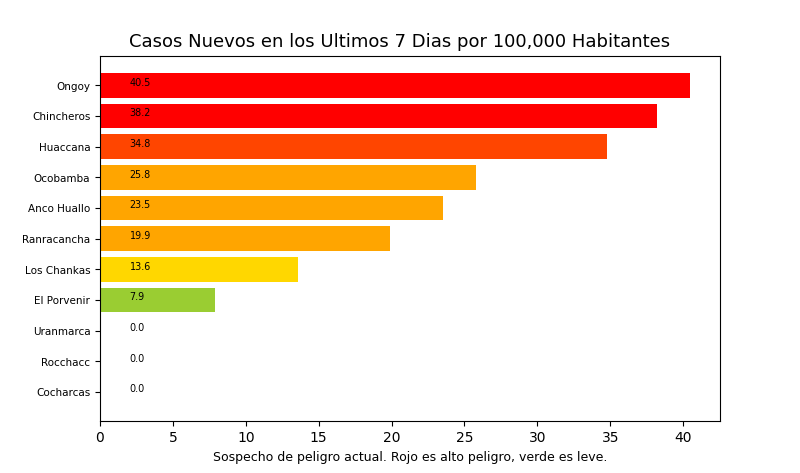 Casos Nuevos en los Ultimos 7 Dias por 100,000 Habitantes
Ongoy 40.5
Chincheros 38.2
Huaccana 34.8
Ocobamba 25.8
Anco Huallo 23.5
Ranracancha 19.9
Los Chankas 13.6
El Porvenir 7.9
Uranmarca 0.0
Rocchacc 0.0
Cocharcas 0.0
0 5 10 15 20 25 30 35 40
Sospecho de peligro actual. Rojo es alto peligro, verde es leve.